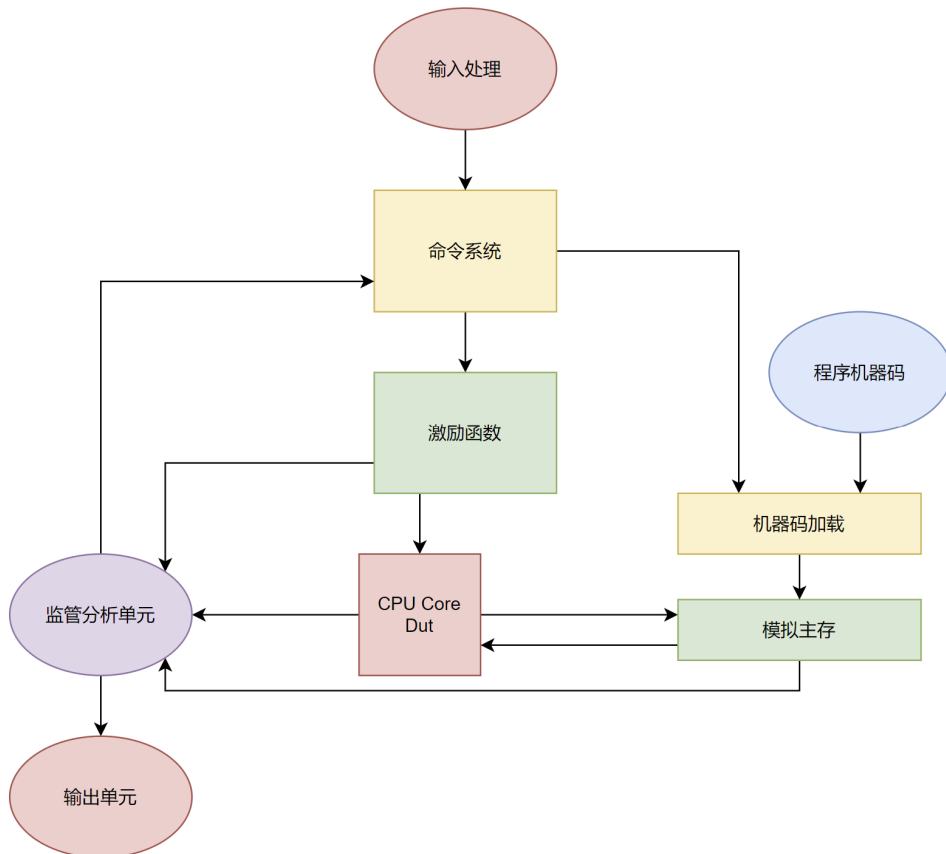 输入处理
命令系统
程序机器码
激励函数
机器码加载
CPU Core
Dut
监管分析单元
模拟主存
输出单元